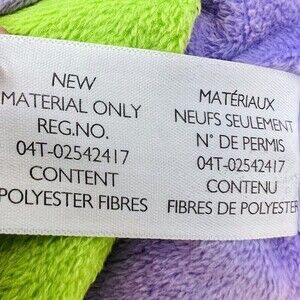 NEW
MATERIAL ONLY
REG.NO.
04T-02542417
CONTENT
POLYESTER FIBRES
MATÉRIAUX
NEUFS SEULEMENT
N° DE PERMIS
04T-02542417
CONTENU
FIBRES DE POLYESTER